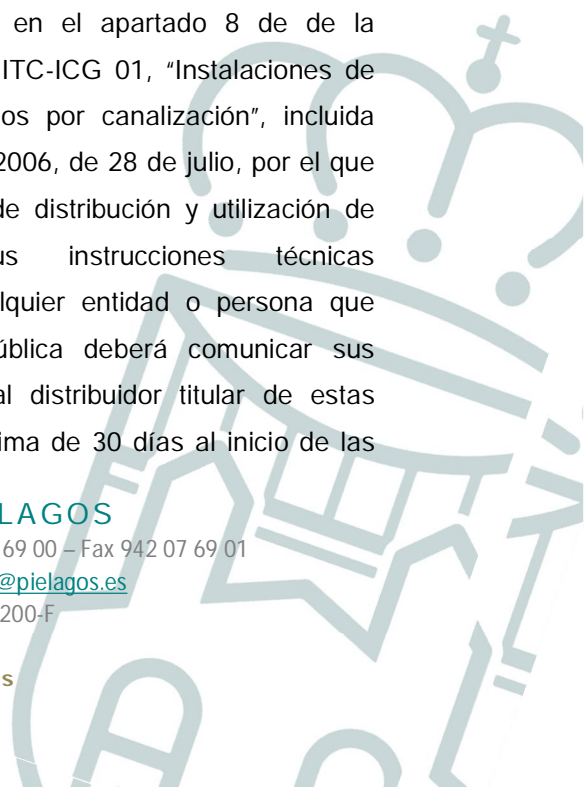 en el apartado 8 de de la
ITC-ICG 01, “Instalaciones de
os por canalización”, incluida
2006, de 28 de julio, por el que
de distribución y utilización de
us instrucciones técnicas
lquier entidad o persona que
ública deberá comunicar sus
al distribuidor titular de estas
ima de 30 días al inicio de las
LAGOS
69 00 – Fax 942 07 69 01
@pielagos.es
200-F
s